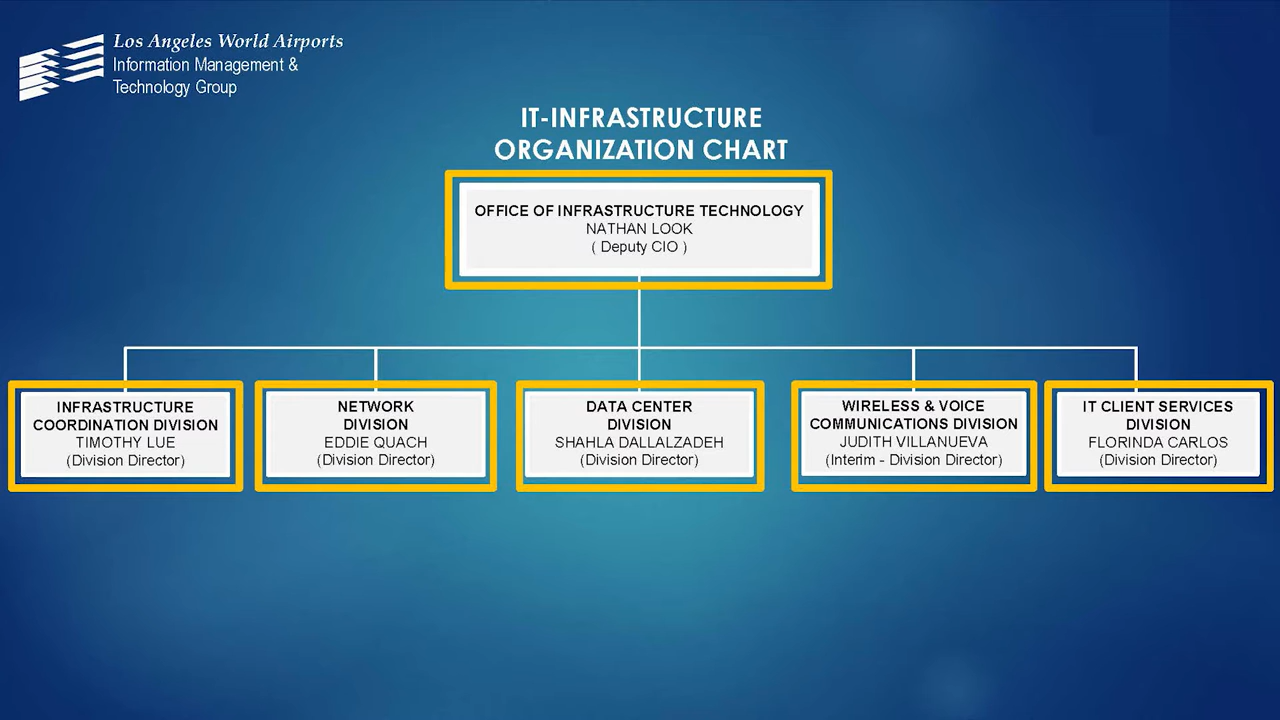 Los Angeles World Airports
Information Management &
Technology Group
IT-INFRASTRUCTURE
ORGANIZATION CHART
OFFICE OF INFRASTRUCTURE TECHNOLOGY
NATHAN LOOK
( Deputy CIO )
INFRASTRUCTURE
COORDINATION DIVISION
TIMOTHY LUE
(Division Director)
NETWORK
DIVISION
EDDIE QUACH
(Division Director)
DATA CENTER
DIVISION
SHAHLA DALLALZADEH
(Division Director)
WIRELESS & VOICE
COMMUNICATIONS DIVISION
JUDITH VILLANUEVA
(Interim - Division Director)
IT CLIENT SERVICES
DIVISION
FLORINDA CARLOS
(Division Director)